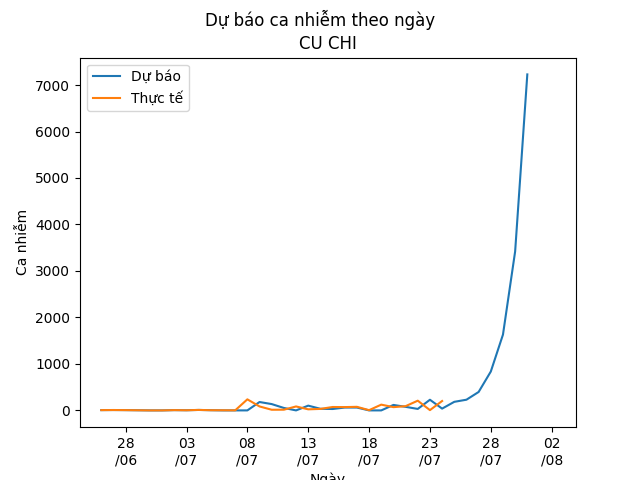 Dự báo ca nhiễm theo ngày
CU CHI
Dự báo
Thực tế
Ca nhiễm
7000
6000
5000
4000
3000
2000
1000
0
28 03 08 13 18 23 28 02
/06 /07 /07 /07 /07 /07 /07 /08
Ngày